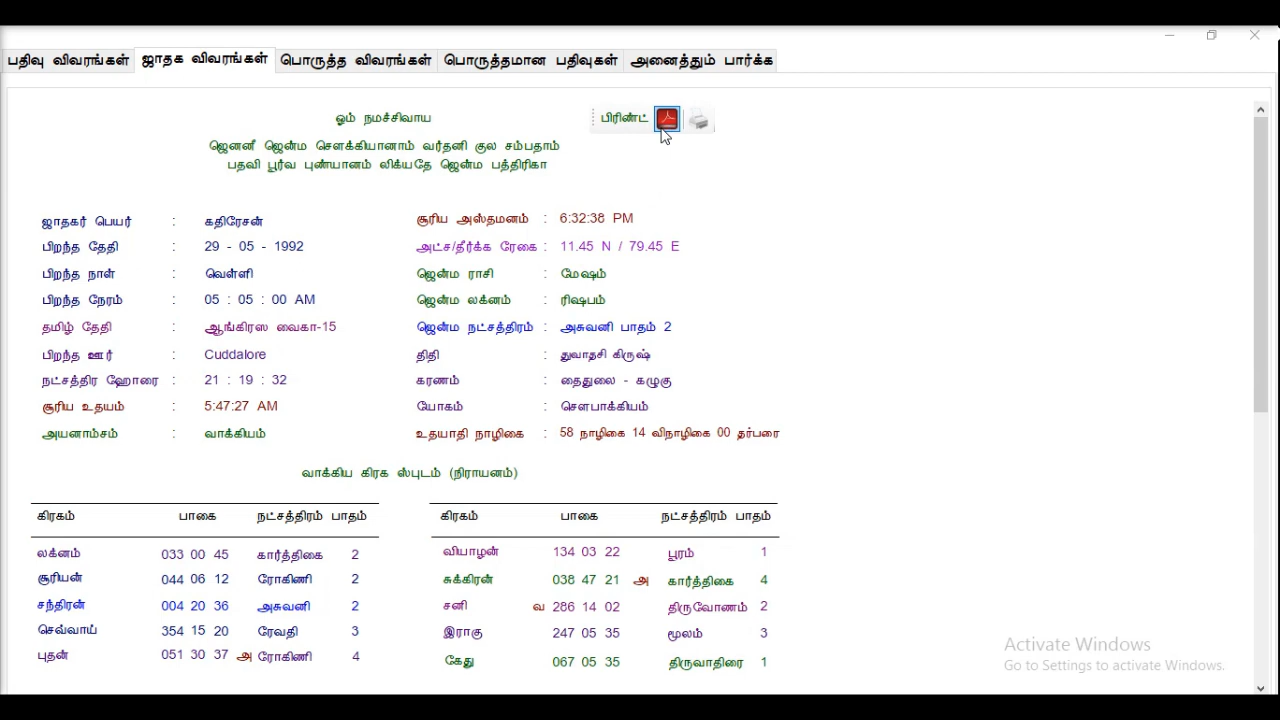 பதிவு விவரங்கள் ஜாதக விவரங்கள் பொருத்த விவரங்கள் பொருத்தமான பதிவுகள் அனைத்தும் பார்க்க
ஓம் நமச்சிவாய
பிரிண்ட்
ஜெனனீ ஜென்ம சௌக்கியானாம் வர்தனி குல சம்பதாம்
பதவி பூர்வ புண்யானம் லிக்யதே ஜென்ம பத்திரிகா
ஜாதகர் பெயர் : கதிரேசன்
பிறந்த தேதி : 29 - 05 - 1992
பிறந்த நாள் : வெள்ளி
பிறந்த நேரம் : 05 : 05 : 00 AM
தமிழ் தேதி : ஆங்கிரஸ வைகா-15
பிறந்த ஊர் : Cuddalore
நட்சத்திர ஹோரை : 21 : 19 : 32
சூரிய உதயம் : 5:47:27 AM
அயனாம்சம் : வாக்கியம்
சூரிய அஸ்தமனம் : 6:32:38 PM
அட்ச/தீர்க்க ரேகை : 11.45 N / 79.45 E
ஜென்ம ராசி : மேஷம்
ஜென்ம லக்னம் : ரிஷபம்
ஜென்ம நட்சத்திரம் : அசுவனி பாதம் 2
திதி : துவாதசி கிருஷ்
கரணம் : தைதுலை - கழுகு
யோகம் : சௌபாக்கியம்
உதயாதி நாழிகை : 58 நாழிகை 14 விநாழிகை 00 தர்பரை
வாக்கிய கிரக ஸ்புடம் (நிராயனம்)
கிரகம் பாகை நட்சத்திரம் பாதம்
லக்னம் 033 00 45 கார்த்திகை 2
சூரியன் 044 06 12 ரோகிணி 2
சந்திரன் 004 20 36 அசுவனி 2
செவ்வாய் 354 15 20 ரேவதி 3
புதன் 051 30 37 அ ரோகிணி 4
கிரகம் பாகை நட்சத்திரம் பாதம்
வியாழன் 134 03 22 பூரம் 1
சுக்கிரன் 038 47 21 அ கார்த்திகை 4
சனி வ 286 14 02 திருவோணம் 2
இராகு 247 05 35 மூலம் 3
கேது 067 05 35 திருவாதிரை 1
Activate Windows
Go to Settings to activate Windows.